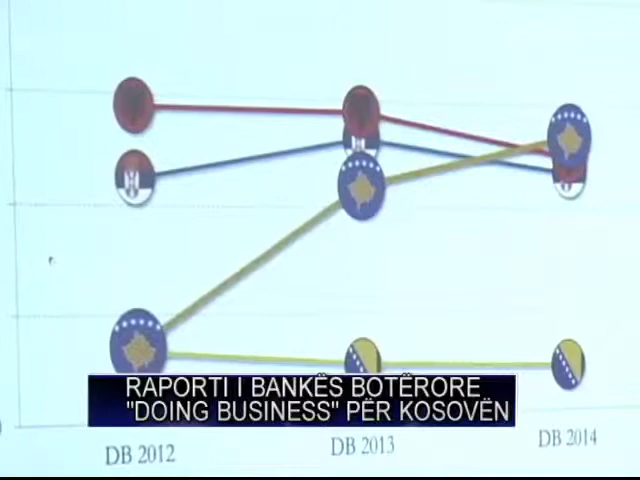 RAPORTI I BANKËS BOTËRORE
"DOING BUSINESS" PËR KOSOVËN
DB 2012
DB 2013
DB 2014